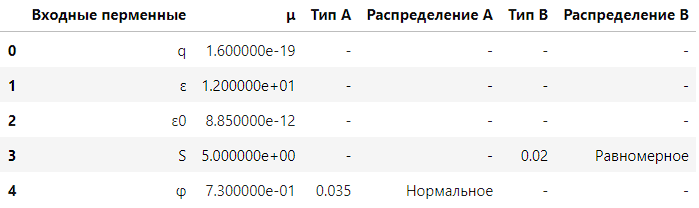 Входные перменные μ Тип A Распределение A Тип B Распределение B
0 q 1.600000e-19 - - - -
1 ε 1.200000e+01 - - - -
2 ε0 8.850000e-12 - - - -
3 S 5.000000e+00 - - 0.02 Равномерное
4 φ 7.300000e-01 0.035 Нормальное - -